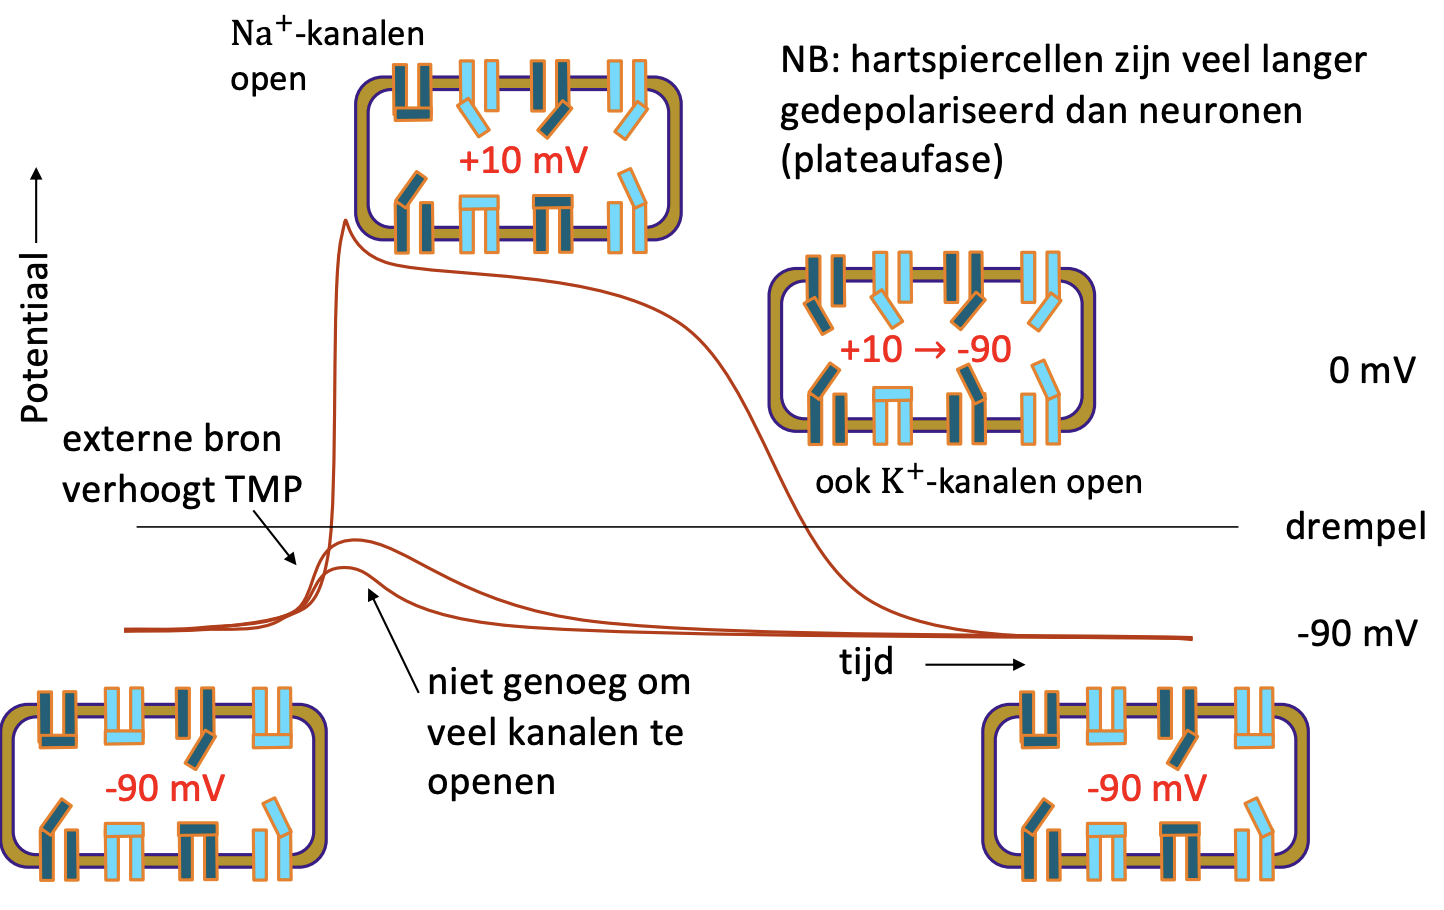 Na⁺-kanalen
open
NB: hartspiercellen zijn veel langer
gedepolariseerd dan neuronen
(plateaufase)
+10 mV
Potentiaal
+10 → -90
0 mV
externe bron
verhoogt TMP
ook K⁺-kanalen open
drempel
-90 mV
tijd
niet genoeg om
veel kanalen te
openen
-90 mV
-90 mV